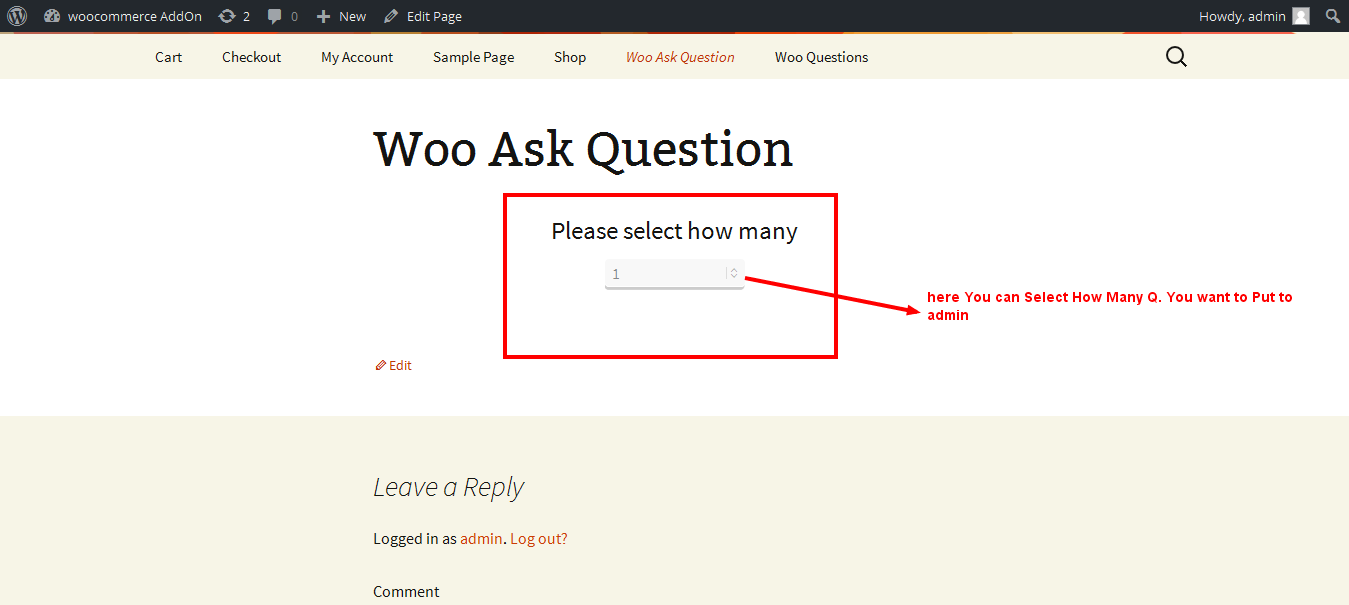 woocommerce AddOn 2 0 New Edit Page Howdy, admin
Cart Checkout My Account Sample Page Shop Woo Ask Question Woo Questions
Woo Ask Question
Please select how many
1
here You can Select How Many Q. You want to Put to
admin
Edit
Leave a Reply
Logged in as admin. Log out?
Comment